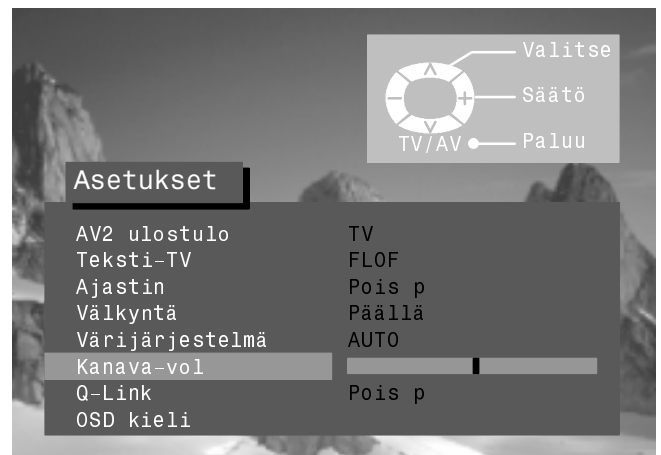 Valitse
Säätö
TV/AV Paluu
Asetukset
AV2 ulostulo TV
Teksti-TV FLOF
Ajastin Pois p
Välkyntä Päällä
Värijärjestelmä AUTO
Kanava-vol
Q-Link Pois p
OSD kieli